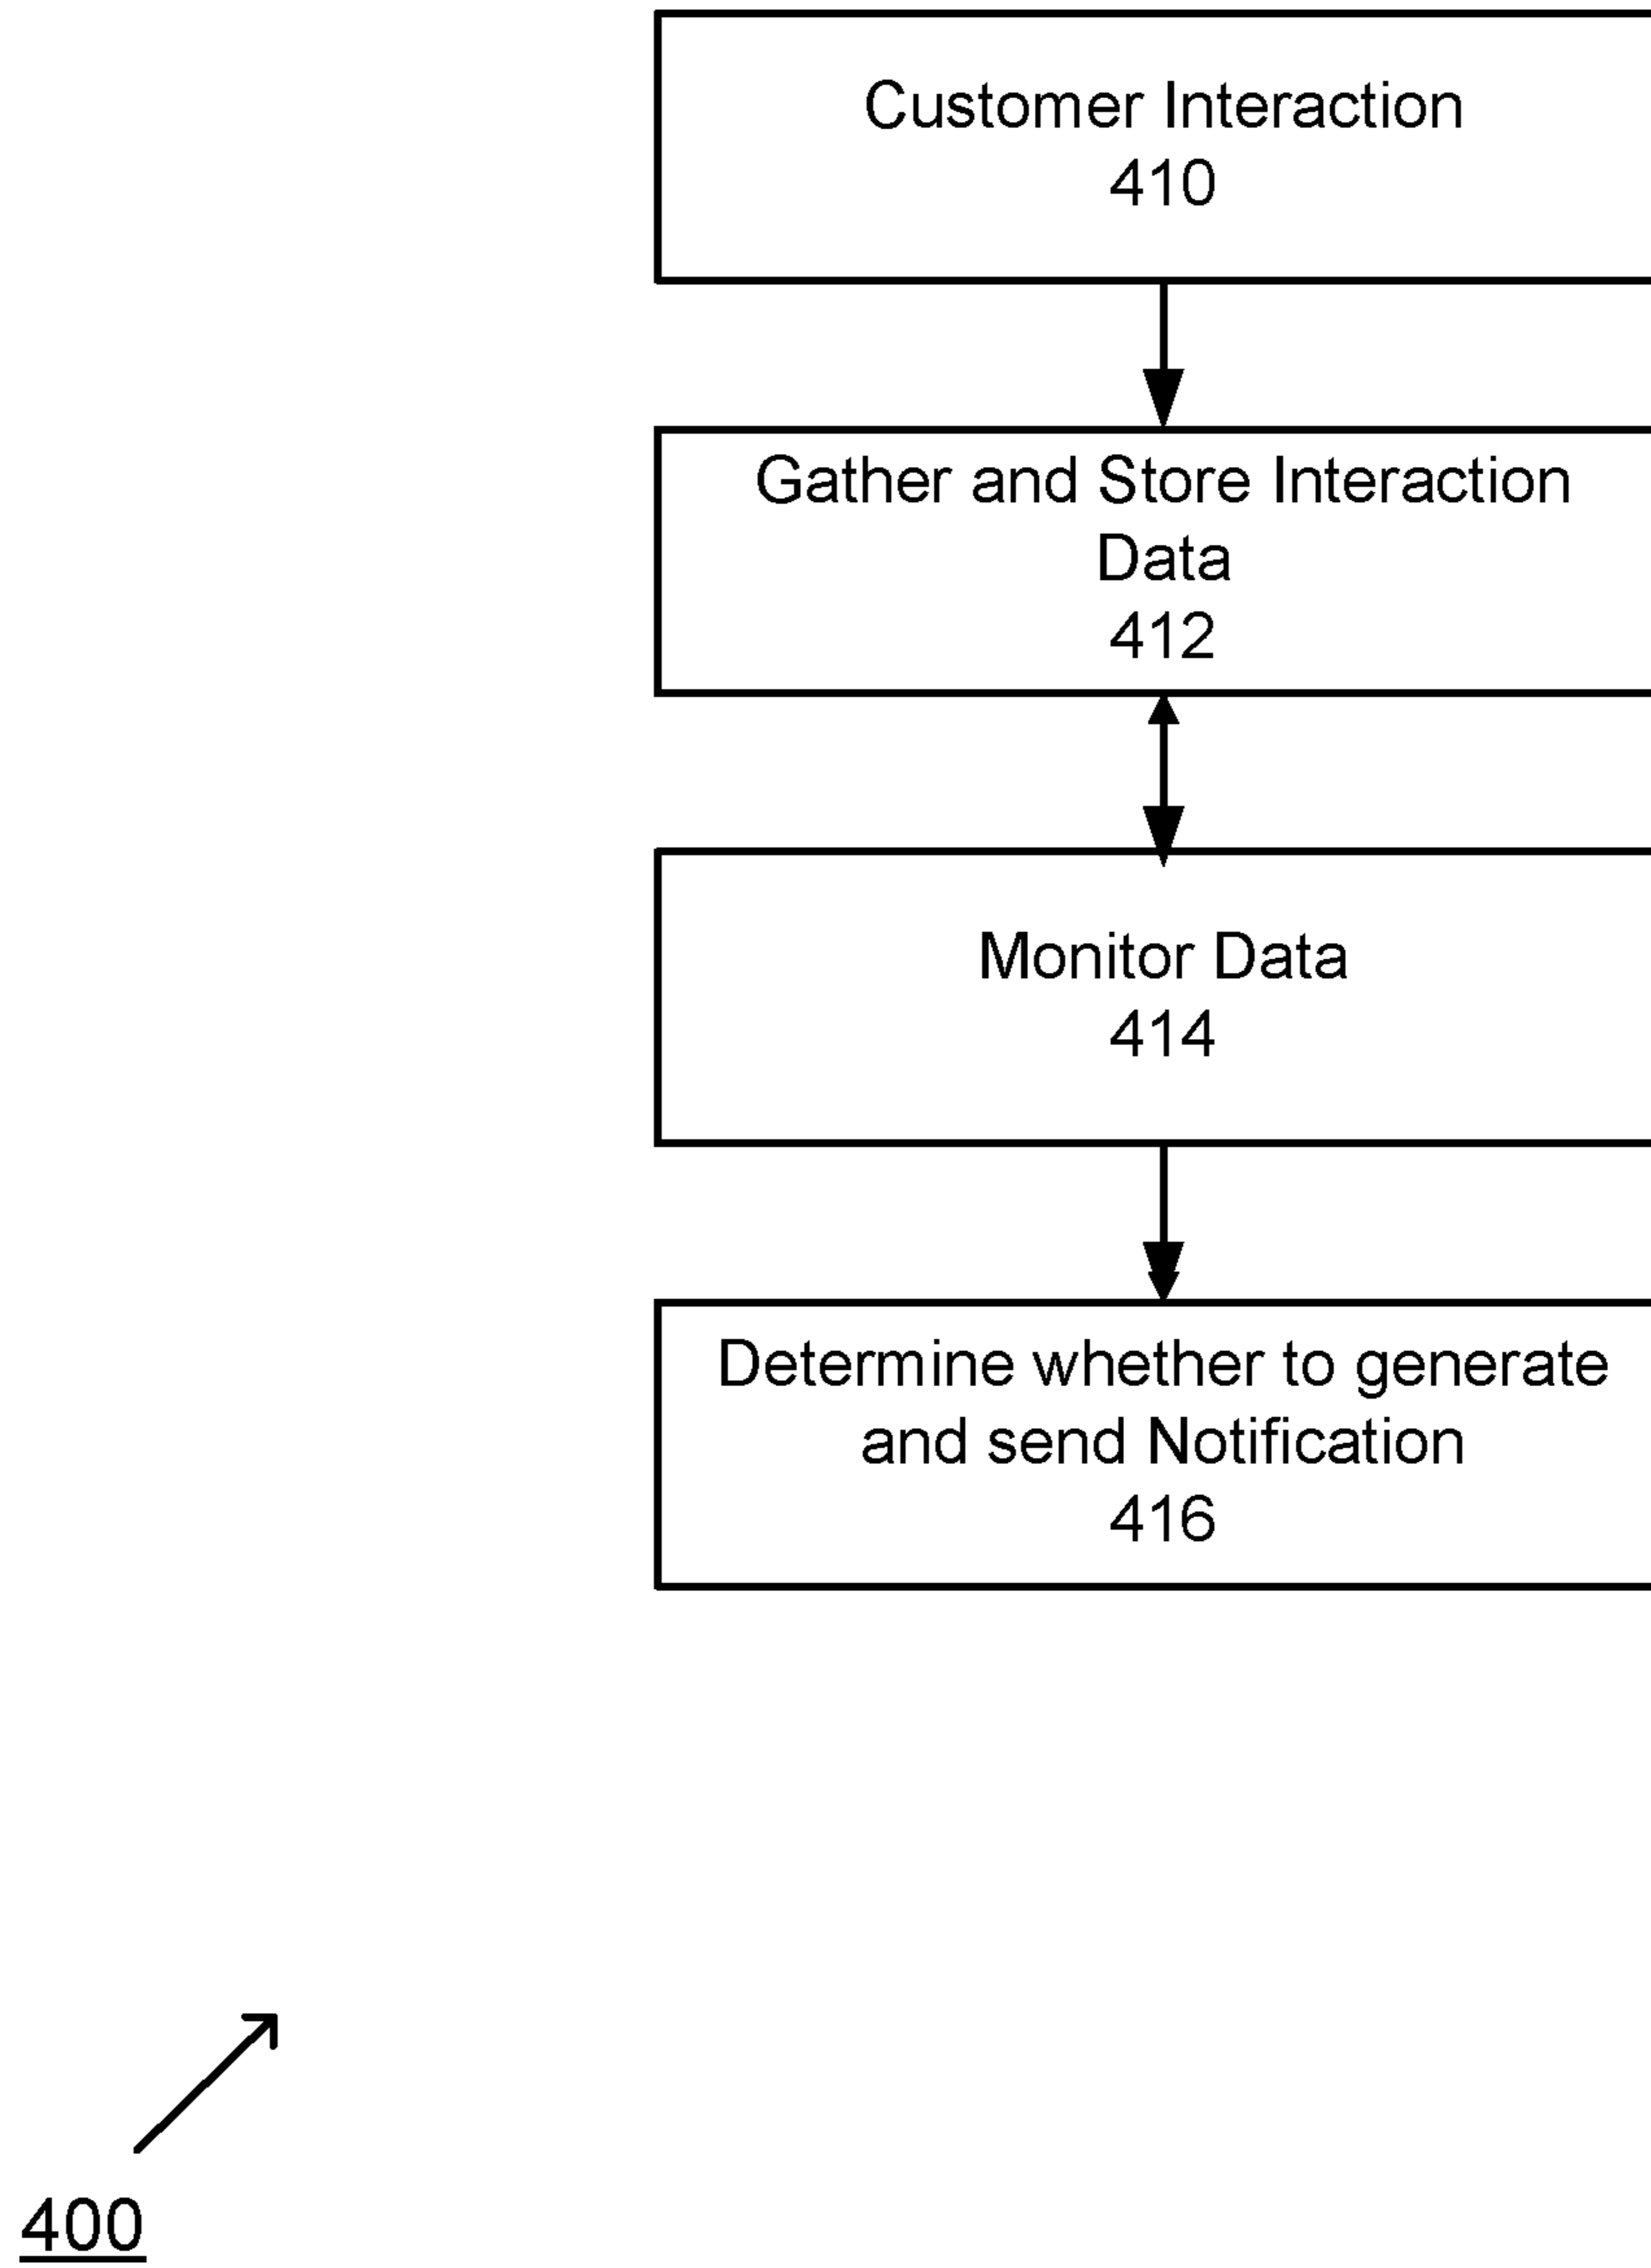 Customer Interaction
410
Gather and Store Interaction
Data
412
Monitor Data
414
Determine whether to generate
and send Notification
416
400